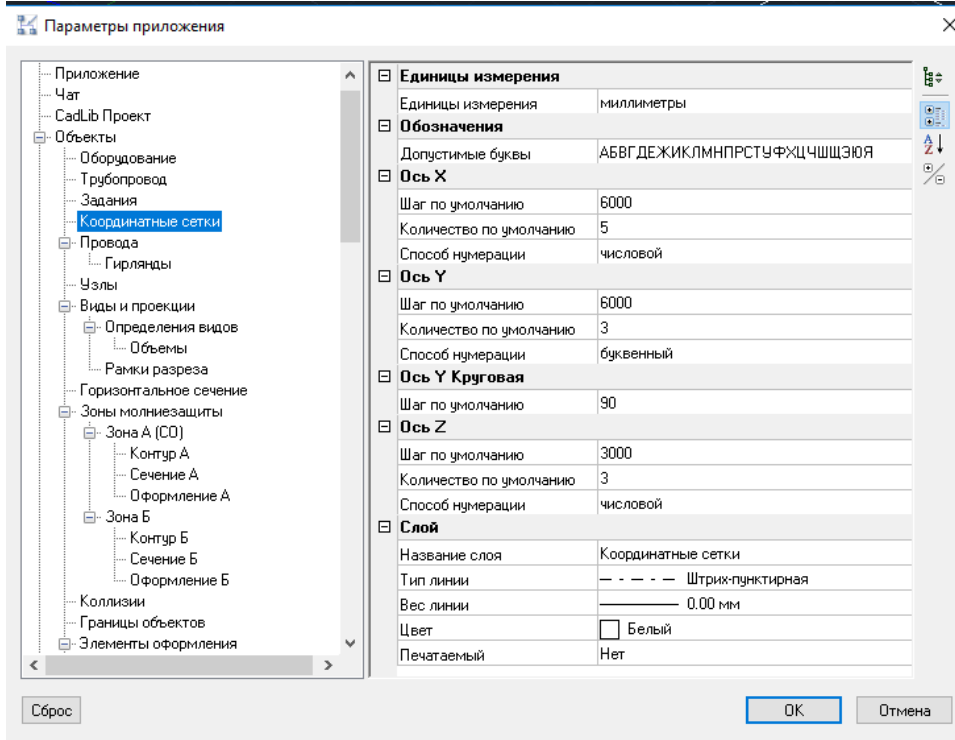 Параметры приложения
Приложение
Чат
CadLib Проект
Объекты
Оборудование
Трубопровод
Задания
Координатные сетки
Провода
Гирлянды
Узлы
Виды и проекции
Определения видов
Объемы
Рамки разреза
Горизонтальное сечение
Зоны молниезащиты
Зона А (СО)
Контур А
Сечение А
Оформление А
Зона Б
Контур Б
Сечение Б
Оформление Б
Коллизии
Границы объектов
Элементы оформления
Единицы измерения
Единицы измерения миллиметры
Обозначения
Допустимые буквы АБВГДЕЖИКЛМНПРСТУФХЦЧШЩЭЮЯ
Ось X
Шаг по умолчанию 6000
Количество по умолчанию 5
Способ нумерации числовой
Ось Y
Шаг по умолчанию 6000
Количество по умолчанию 3
Способ нумерации буквенный
Ось Y Круговая
Шаг по умолчанию 90
Ось Z
Шаг по умолчанию 3000
Количество по умолчанию 3
Способ нумерации числовой
Слой
Название слоя Координатные сетки
Тип линии Штрих-пунктирная
Вес линии 0.00 мм
Цвет Белый
Печатаемый Нет
A
Z
Сброс OK Отмена